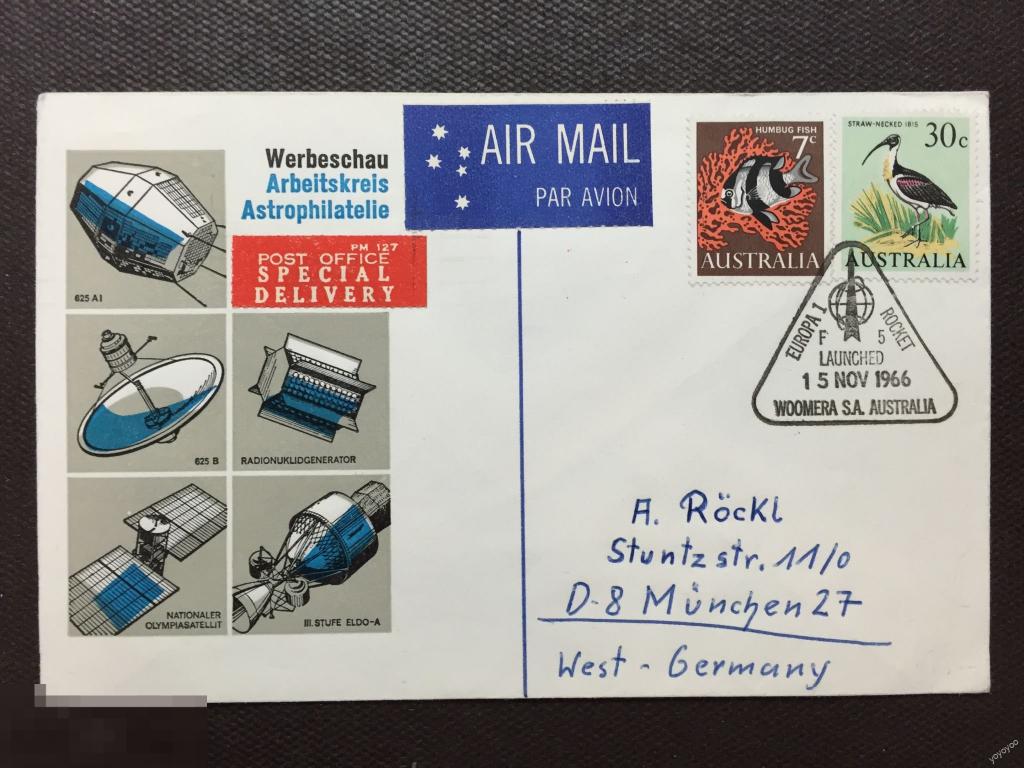 Werbeschau
Arbeitskreis
Astrophilatelie
AIR MAIL
PAR AVION
PM 127
POST OFFICE
SPECIAL
DELIVERY
HUMBUG FISH
7c
AUSTRALIA
STRAW-NECKED IBIS
30c
AUSTRALIA
EUROPA 1 ROCKET
F 5
LAUNCHED
15 NOV 1966
WOOMERA S.A. AUSTRALIA
625 A1
625 B
RADIONUKLIDGENERATOR
NATIONALER
OLYMPIASATELLIT
III. STUFE ELDO-A
A. Röckl
Stuntzstr. 11/0
D-8 München 27
West - Germany
yoyoyoo